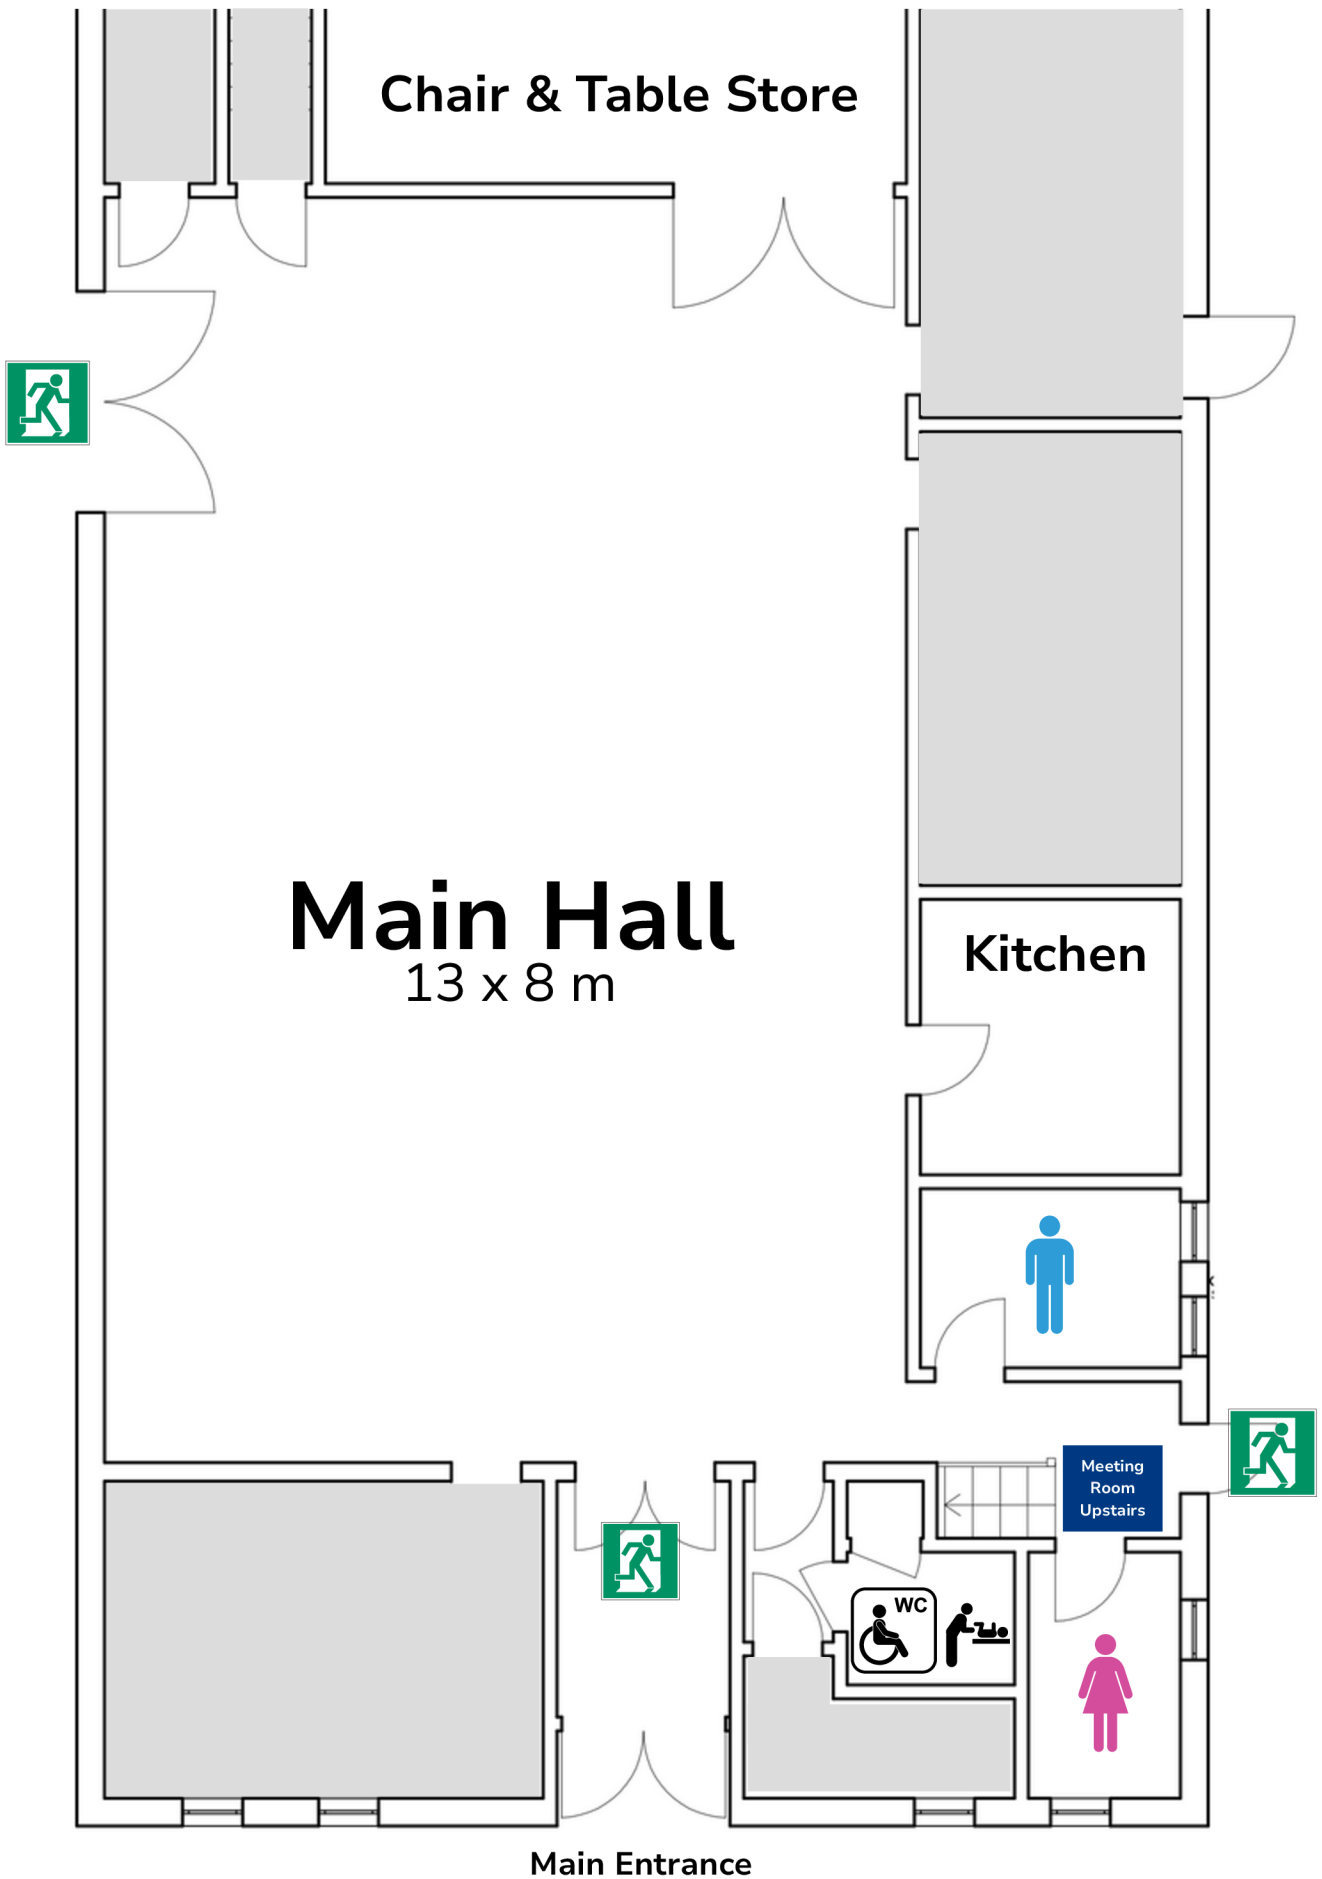 Chair & Table Store
Main Hall
13 x 8 m
Kitchen
Meeting
Room
Upstairs
WC
Main Entrance